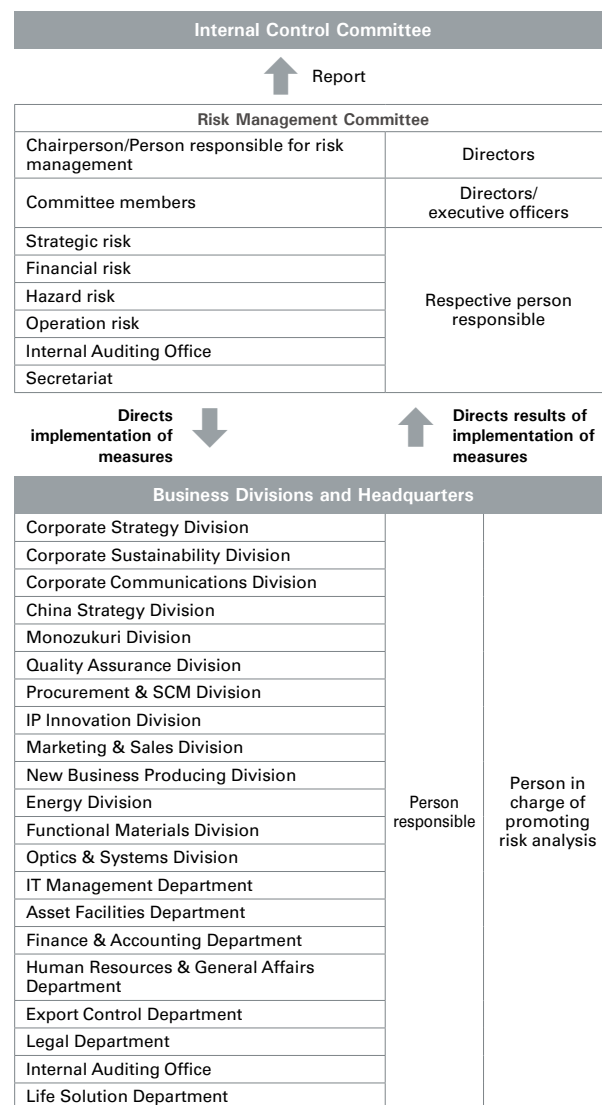 Internal Control Committee
Report
Risk Management Committee
Chairperson/Person responsible for risk
management
Directors
Committee members
Directors/
executive officers
Strategic risk
Financial risk
Hazard risk
Operation risk
Internal Auditing Office
Secretariat
Respective person
responsible
Directs
implementation of
measures
Directs results of
implementation of
measures
Business Divisions and Headquarters
Corporate Strategy Division
Corporate Sustainability Division
Corporate Communications Division
China Strategy Division
Monozukuri Division
Quality Assurance Division
Procurement & SCM Division
IP Innovation Division
Marketing & Sales Division
New Business Producing Division
Energy Division
Functional Materials Division
Optics & Systems Division
IT Management Department
Asset Facilities Department
Finance & Accounting Department
Human Resources & General Affairs
Department
Export Control Department
Legal Department
Internal Auditing Office
Life Solution Department
Person
responsible
Person in
charge of
promoting
risk analysis